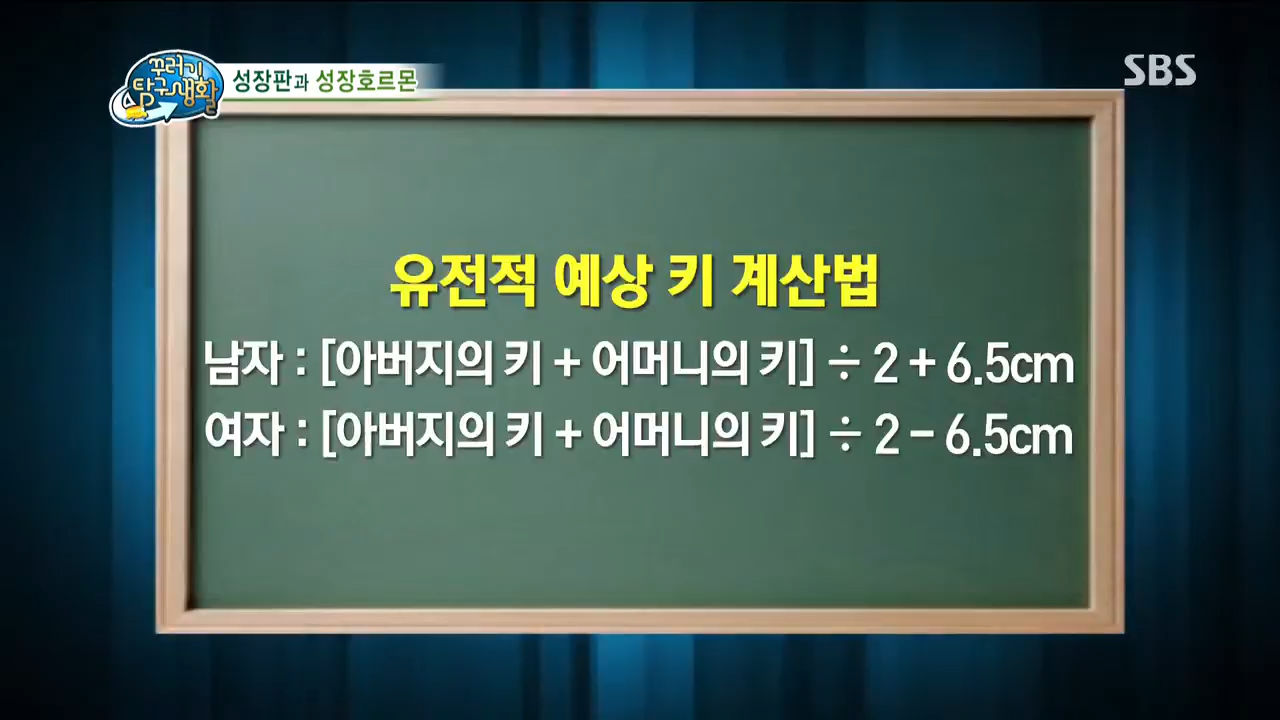 꾸러기
탐구생활
성장판과 성장호르몬
SBS
유전적 예상 키 계산법
남자 : [아버지의 키 + 어머니의 키] ÷ 2 + 6.5cm
여자 : [아버지의 키 + 어머니의 키] ÷ 2 - 6.5cm